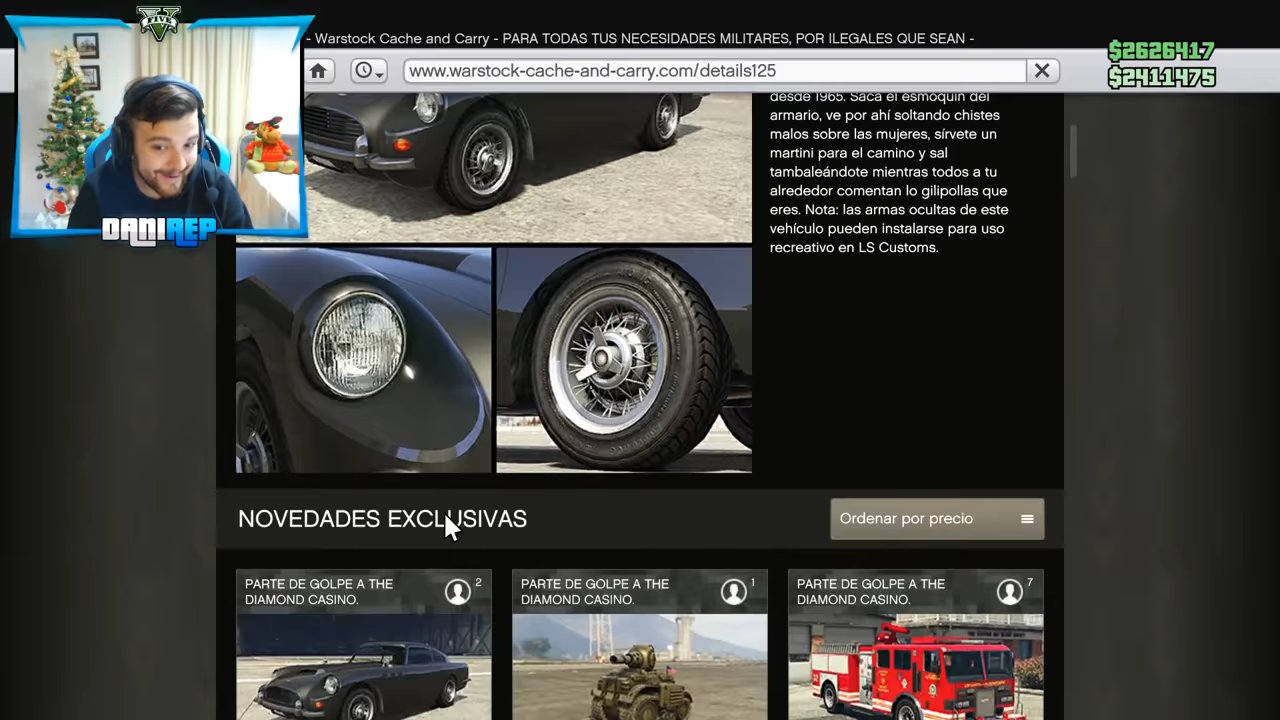 FIVE
- Warstock Cache and Carry - PARA TODAS TUS NECESIDADES MILITARES, POR ILEGALES QUE SEAN -
www.warstock-cache-and-carry.com/details125
$2626417
$2411475
DANIREP
desde 1965. Saca el esmoquin del
armario, ve por ahí soltando chistes
malos sobre las mujeres, sírvete un
martini para el camino y sal
tambaleándote mientras todos a tu
alrededor comentan lo gilipollas que
eres. Nota: las armas ocultas de este
vehículo pueden instalarse para uso
recreativo en LS Customs.
NOVEDADES EXCLUSIVAS
Ordenar por precio
PARTE DE GOLPE A THE
DIAMOND CASINO.
2
PARTE DE GOLPE A THE
DIAMOND CASINO.
1
PARTE DE GOLPE A THE
DIAMOND CASINO.
7